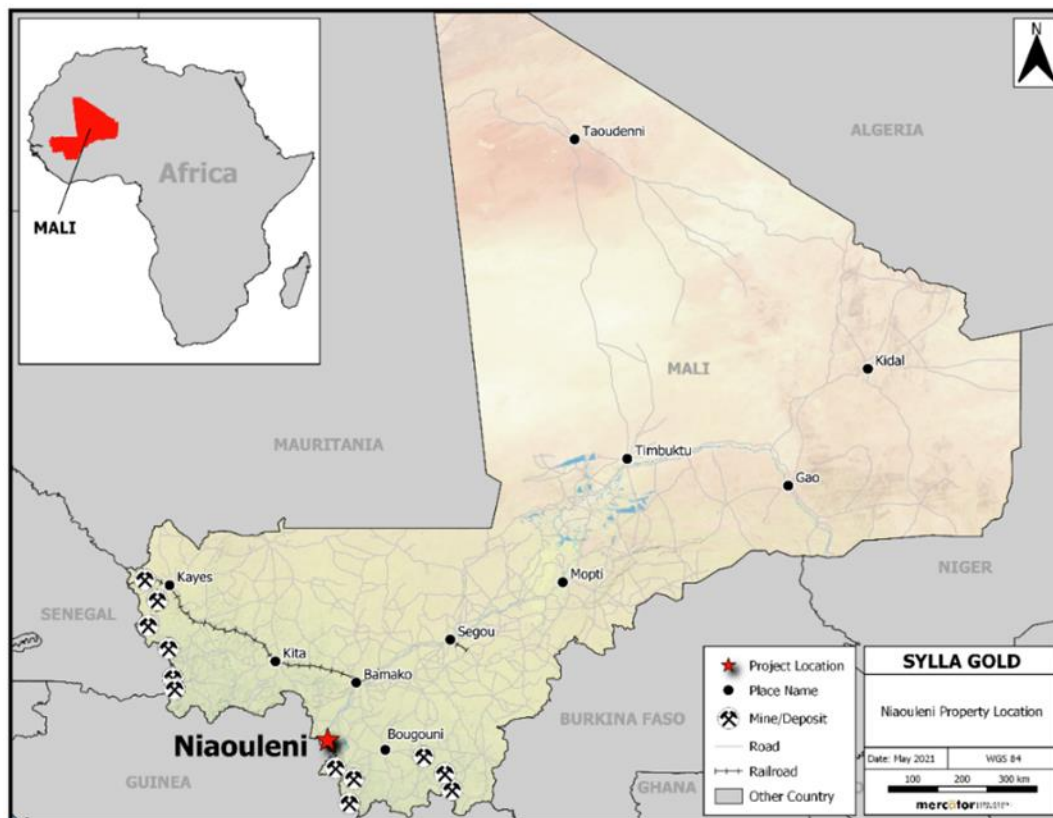 N
Africa
MALI
ALGERIA
Taoudenni
MALI
Kidal
MAURITANIA
Timbuktu
Gao
Mopti
NIGER
Kayes
SENEGAL
Segou
Kita
Bamako
BURKINA FASO
Niaouleni
Bougouni
GUINEA
GHANA
Project Location
Place Name
Mine/Deposit
Road
Railroad
Other Country
SYLLA GOLD
Niaouleni Property Location
Date: May 2021
WGS 84
100 200 300 km
mercator